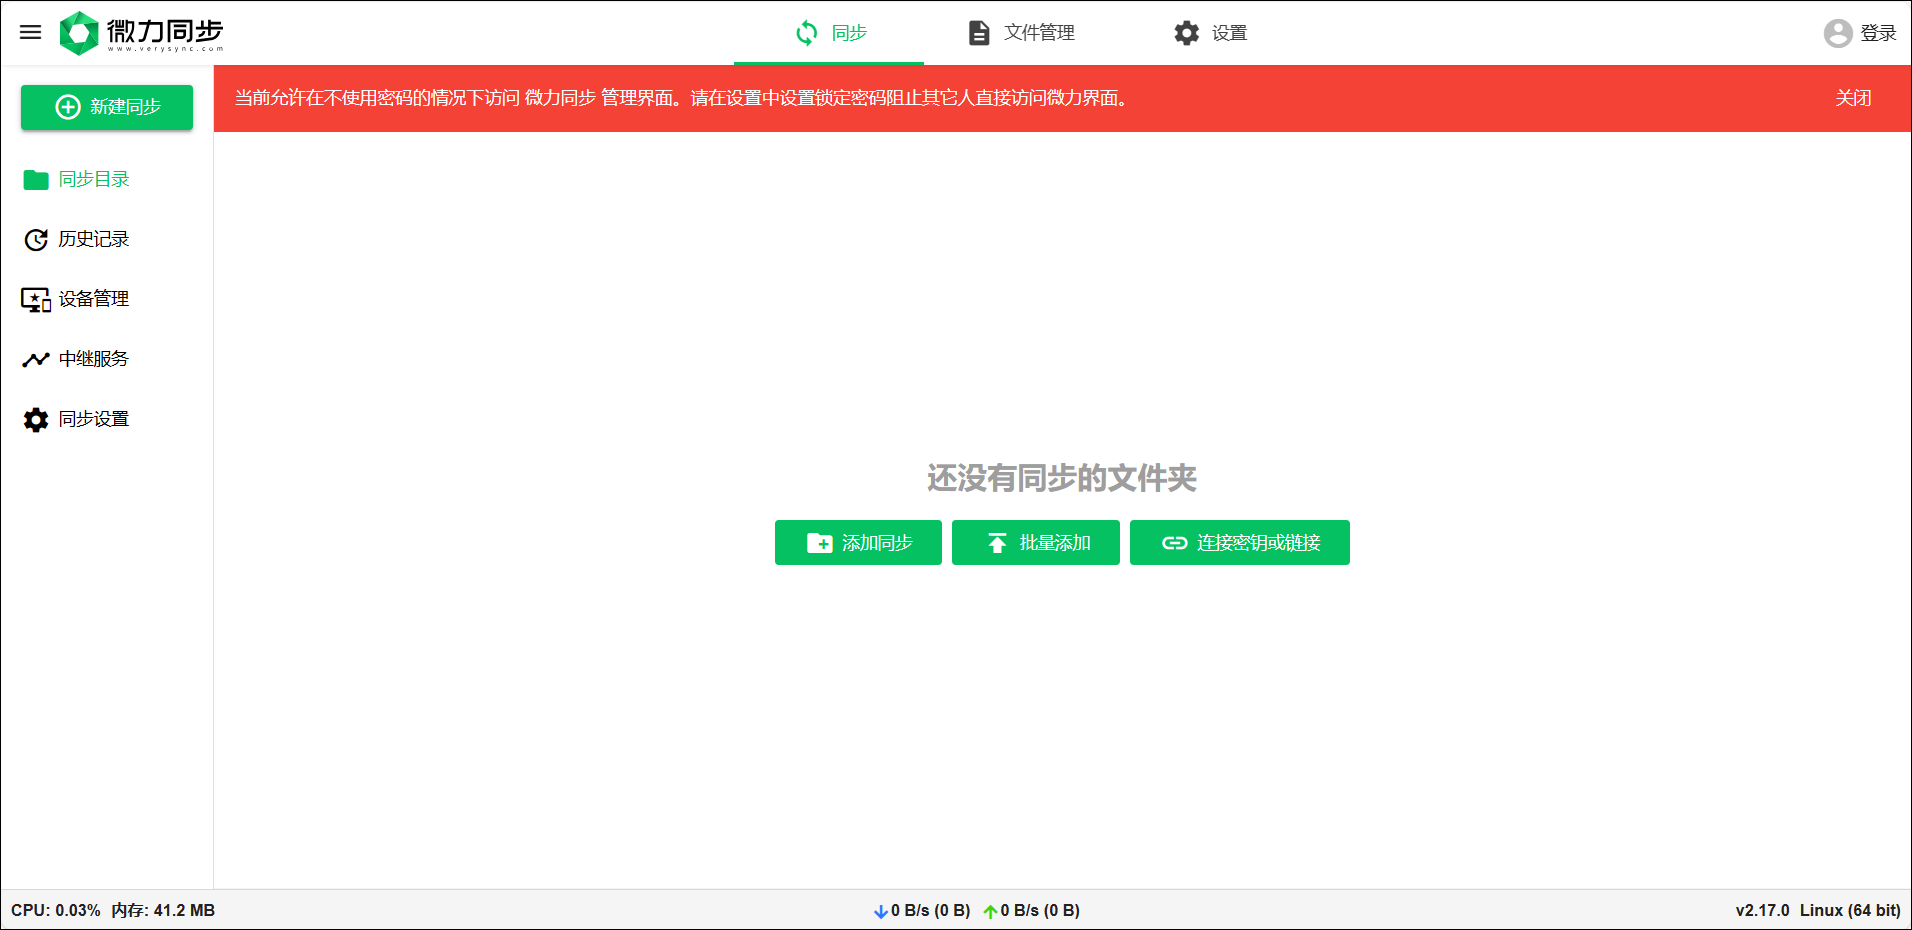 微力同步
www.verysync.com
同步
文件管理
设置
登录
新建同步
当前允许在不使用密码的情况下访问 微力同步 管理界面。请在设置中设置锁定密码阻止其它人直接访问微力界面。
关闭
同步目录
历史记录
设备管理
中继服务
同步设置
还没有同步的文件夹
添加同步
批量添加
连接密钥或链接
CPU: 0.03% 内存: 41.2 MB
0 B/s (0 B) 0 B/s (0 B)
v2.17.0 Linux (64 bit)